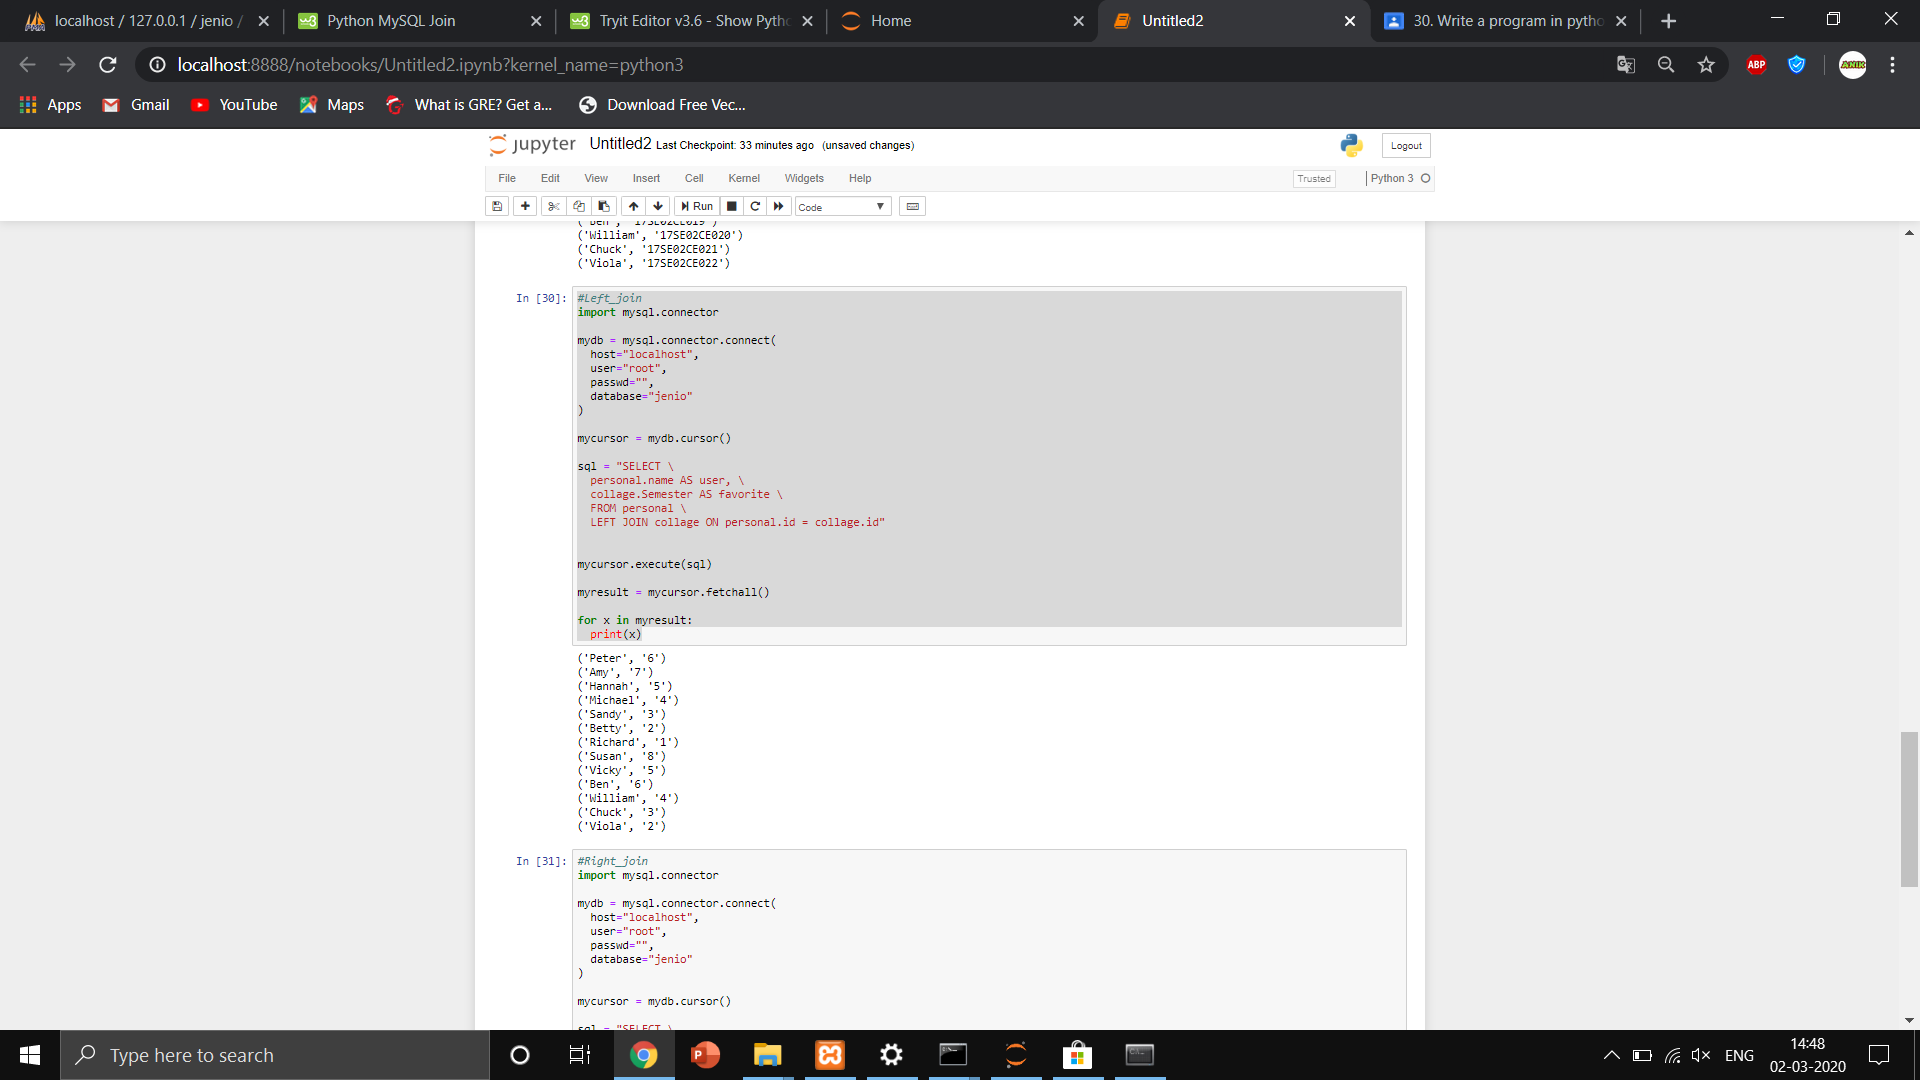 localhost / 127.0.0.1 / jenio /
Python MySQL Join
Tryit Editor v3.6 - Show Pytho
Home
Untitled2
30. Write a program in pytho
localhost:8888/notebooks/Untitled2.ipynb?kernel_name=python3
ABP
ANIK
Apps
Gmail
YouTube
Maps
What is GRE? Get a...
Download Free Vec...
jupyter
Untitled2 Last Checkpoint: 33 minutes ago (unsaved changes)
Logout
File Edit View Insert Cell Kernel Widgets Help
Trusted
Python 3
Run
Code
('Ben', '17SE02CE019')
('William', '17SE02CE020')
('Chuck', '17SE02CE021')
('Viola', '17SE02CE022')
In [30]:
#Left_join
import mysql.connector
mydb = mysql.connector.connect(
host="localhost",
user="root",
passwd="",
database="jenio"
)
mycursor = mydb.cursor()
sql = "SELECT \
personal.name AS user, \
collage.Semester AS favorite \
FROM personal \
LEFT JOIN collage ON personal.id = collage.id"
mycursor.execute(sql)
myresult = mycursor.fetchall()
for x in myresult:
print(x)
('Peter', '6')
('Amy', '7')
('Hannah', '5')
('Michael', '4')
('Sandy', '3')
('Betty', '2')
('Richard', '1')
('Susan', '8')
('Vicky', '5')
('Ben', '6')
('William', '4')
('Chuck', '3')
('Viola', '2')
In [31]:
#Right_join
import mysql.connector
mydb = mysql.connector.connect(
host="localhost",
user="root",
passwd="",
database="jenio"
)
mycursor = mydb.cursor()
sql = "SELECT \
Type here to search
ENG
14:48
02-03-2020